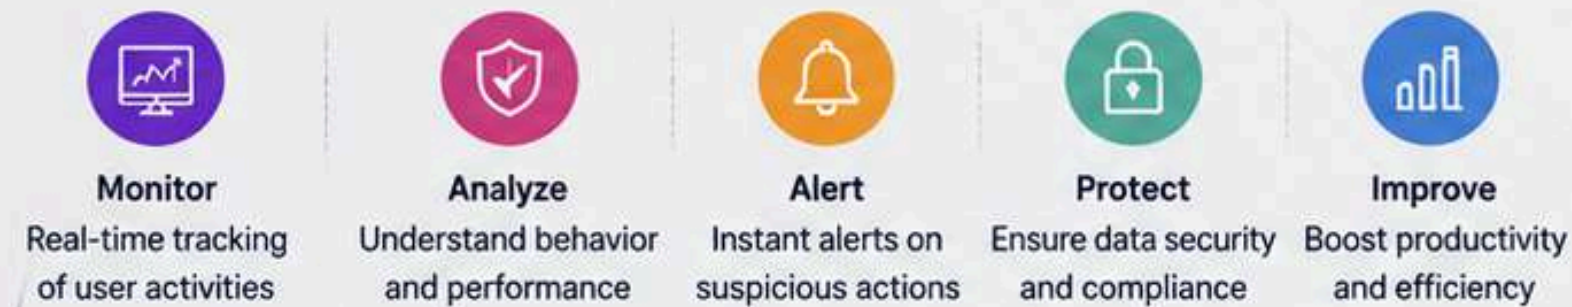 Monitor
Real-time tracking
of user activities
Analyze
Understand behavior
and performance
Alert
Instant alerts on
suspicious actions
Protect
Ensure data security
and compliance
Improve
Boost productivity
and efficiency